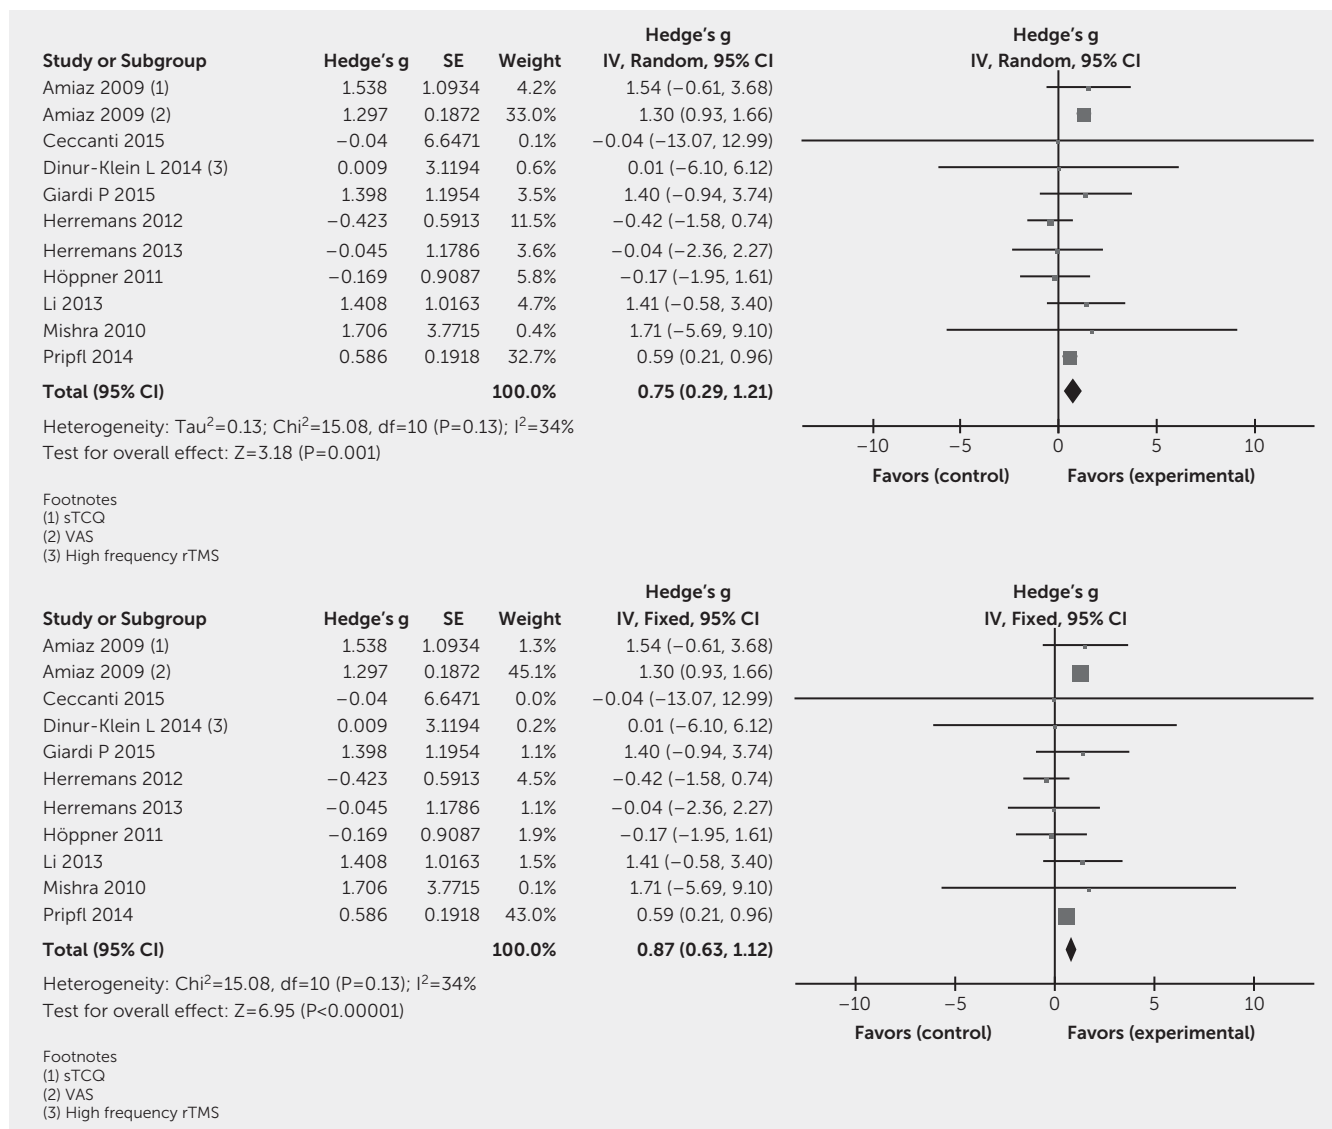 Hedge’s g Hedge’s g
Study or Subgroup Hedge’s g SE Weight IV, Random, 95% CI IV, Random, 95% CI
Amiaz 2009 (1) 1.538 1.0934 4.2% 1.54 (−0.61, 3.68)
Amiaz 2009 (2) 1.297 0.1872 33.0% 1.30 (0.93, 1.66)
Ceccanti 2015 −0.04 6.6471 0.1% −0.04 (−13.07, 12.99)
Dinur-Klein L 2014 (3) 0.009 3.1194 0.6% 0.01 (−6.10, 6.12)
Giardi P 2015 1.398 1.1954 3.5% 1.40 (−0.94, 3.74)
Herremans 2012 −0.423 0.5913 11.5% −0.42 (−1.58, 0.74)
Herremans 2013 −0.045 1.1786 3.6% −0.04 (−2.36, 2.27)
Höppner 2011 −0.169 0.9087 5.8% −0.17 (−1.95, 1.61)
Li 2013 1.408 1.0163 4.7% 1.41 (−0.58, 3.40)
Mishra 2010 1.706 3.7715 0.4% 1.71 (−5.69, 9.10)
Pripfl 2014 0.586 0.1918 32.7% 0.59 (0.21, 0.96)
Total (95% CI) 100.0% 0.75 (0.29, 1.21)
Heterogeneity: Tau²=0.13; Chi²=15.08, df=10 (P=0.13); I²=34%
Test for overall effect: Z=3.18 (P=0.001)
−10 −5 0 5 10
Favors (control) Favors (experimental)
Footnotes
(1) sTCQ
(2) VAS
(3) High frequency rTMS
Hedge’s g Hedge’s g
Study or Subgroup Hedge’s g SE Weight IV, Fixed, 95% CI IV, Fixed, 95% CI
Amiaz 2009 (1) 1.538 1.0934 1.3% 1.54 (−0.61, 3.68)
Amiaz 2009 (2) 1.297 0.1872 45.1% 1.30 (0.93, 1.66)
Ceccanti 2015 −0.04 6.6471 0.0% −0.04 (−13.07, 12.99)
Dinur-Klein L 2014 (3) 0.009 3.1194 0.2% 0.01 (−6.10, 6.12)
Giardi P 2015 1.398 1.1954 1.1% 1.40 (−0.94, 3.74)
Herremans 2012 −0.423 0.5913 4.5% −0.42 (−1.58, 0.74)
Herremans 2013 −0.045 1.1786 1.1% −0.04 (−2.36, 2.27)
Höppner 2011 −0.169 0.9087 1.9% −0.17 (−1.95, 1.61)
Li 2013 1.408 1.0163 1.5% 1.41 (−0.58, 3.40)
Mishra 2010 1.706 3.7715 0.1% 1.71 (−5.69, 9.10)
Pripfl 2014 0.586 0.1918 43.0% 0.59 (0.21, 0.96)
Total (95% CI) 100.0% 0.87 (0.63, 1.12)
Heterogeneity: Chi²=15.08, df=10 (P=0.13); I²=34%
Test for overall effect: Z=6.95 (P<0.00001)
−10 −5 0 5 10
Favors (control) Favors (experimental)
Footnotes
(1) sTCQ
(2) VAS
(3) High frequency rTMS